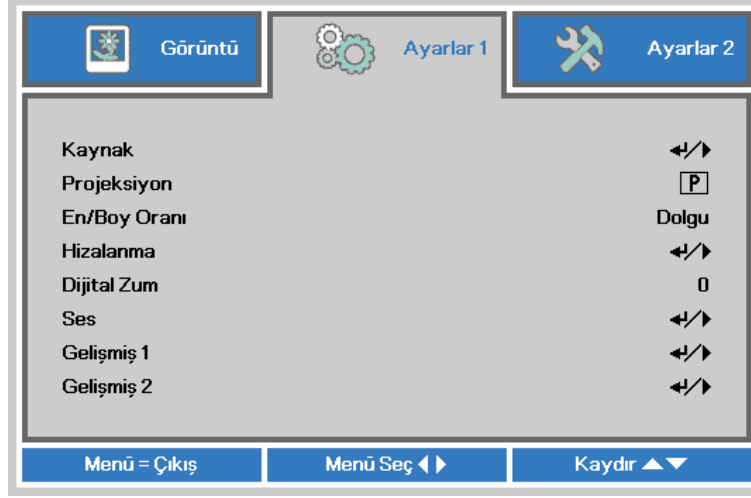 Görüntü Ayarlar 1 Ayarlar 2
Kaynak ↵/▶
Projeksiyon P
En/Boy Oranı Dolgu
Hizalanma ↵/▶
Dijital Zum 0
Ses ↵/▶
Gelişmiş 1 ↵/▶
Gelişmiş 2 ↵/▶
Menü = Çıkış Menü Seç ◀▶ Kaydır ▲▼